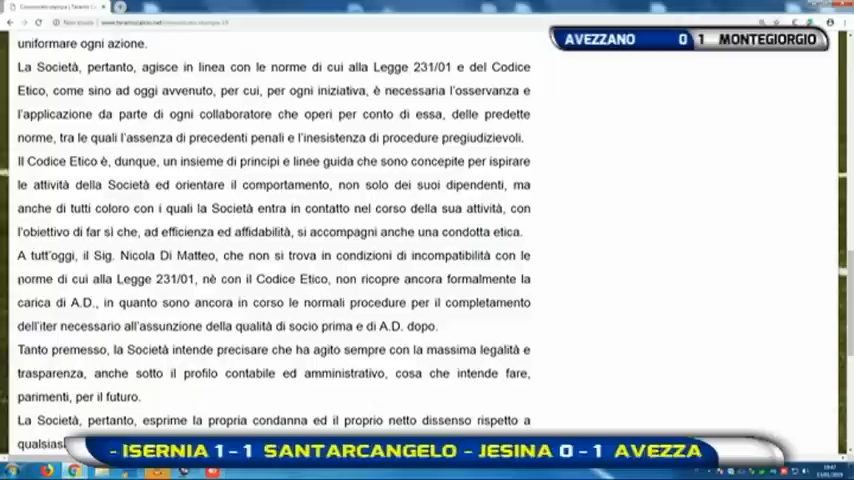 AVEZZANO 0 1 MONTEGIORGIO
uniformare ogni azione.
La Società, pertanto, agisce in linea con le norme di cui alla Legge 231/01 e del Codice
Etico, come sino ad oggi avvenuto, per cui, per ogni iniziativa, è necessaria l'osservanza e
l'applicazione da parte di ogni collaboratore che operi per conto di essa, delle predette
norme, tra le quali l'assenza di precedenti penali e l'inesistenza di procedure pregiudizievoli.
Il Codice Etico è, dunque, un insieme di principi e linee guida che sono concepite per ispirare
le attività della Società ed orientare il comportamento, non solo dei suoi dipendenti, ma
anche di tutti coloro con i quali la Società entra in contatto nel corso della sua attività, con
l'obiettivo di far sì che, ad efficienza ed affidabilità, si accompagni anche una condotta etica.
A tutt'oggi, il Sig. Nicola Di Matteo, che non si trova in condizioni di incompatibilità con le
norme di cui alla Legge 231/01, nè con il Codice Etico, non ricopre ancora formalmente la
carica di A.D., in quanto sono ancora in corso le normali procedure per il completamento
dell'iter necessario all'assunzione della qualità di socio prima e di A.D. dopo.
Tanto premesso, la Società intende precisare che ha agito sempre con la massima legalità e
trasparenza, anche sotto il profilo contabile ed amministrativo, cosa che intende fare,
parimenti, per il futuro.
La Società, pertanto, esprime la propria condanna ed il proprio netto dissenso rispetto a
- ISERNIA 1 - 1 SANTARCANGELO - JESINA 0 - 1 AVEZZA